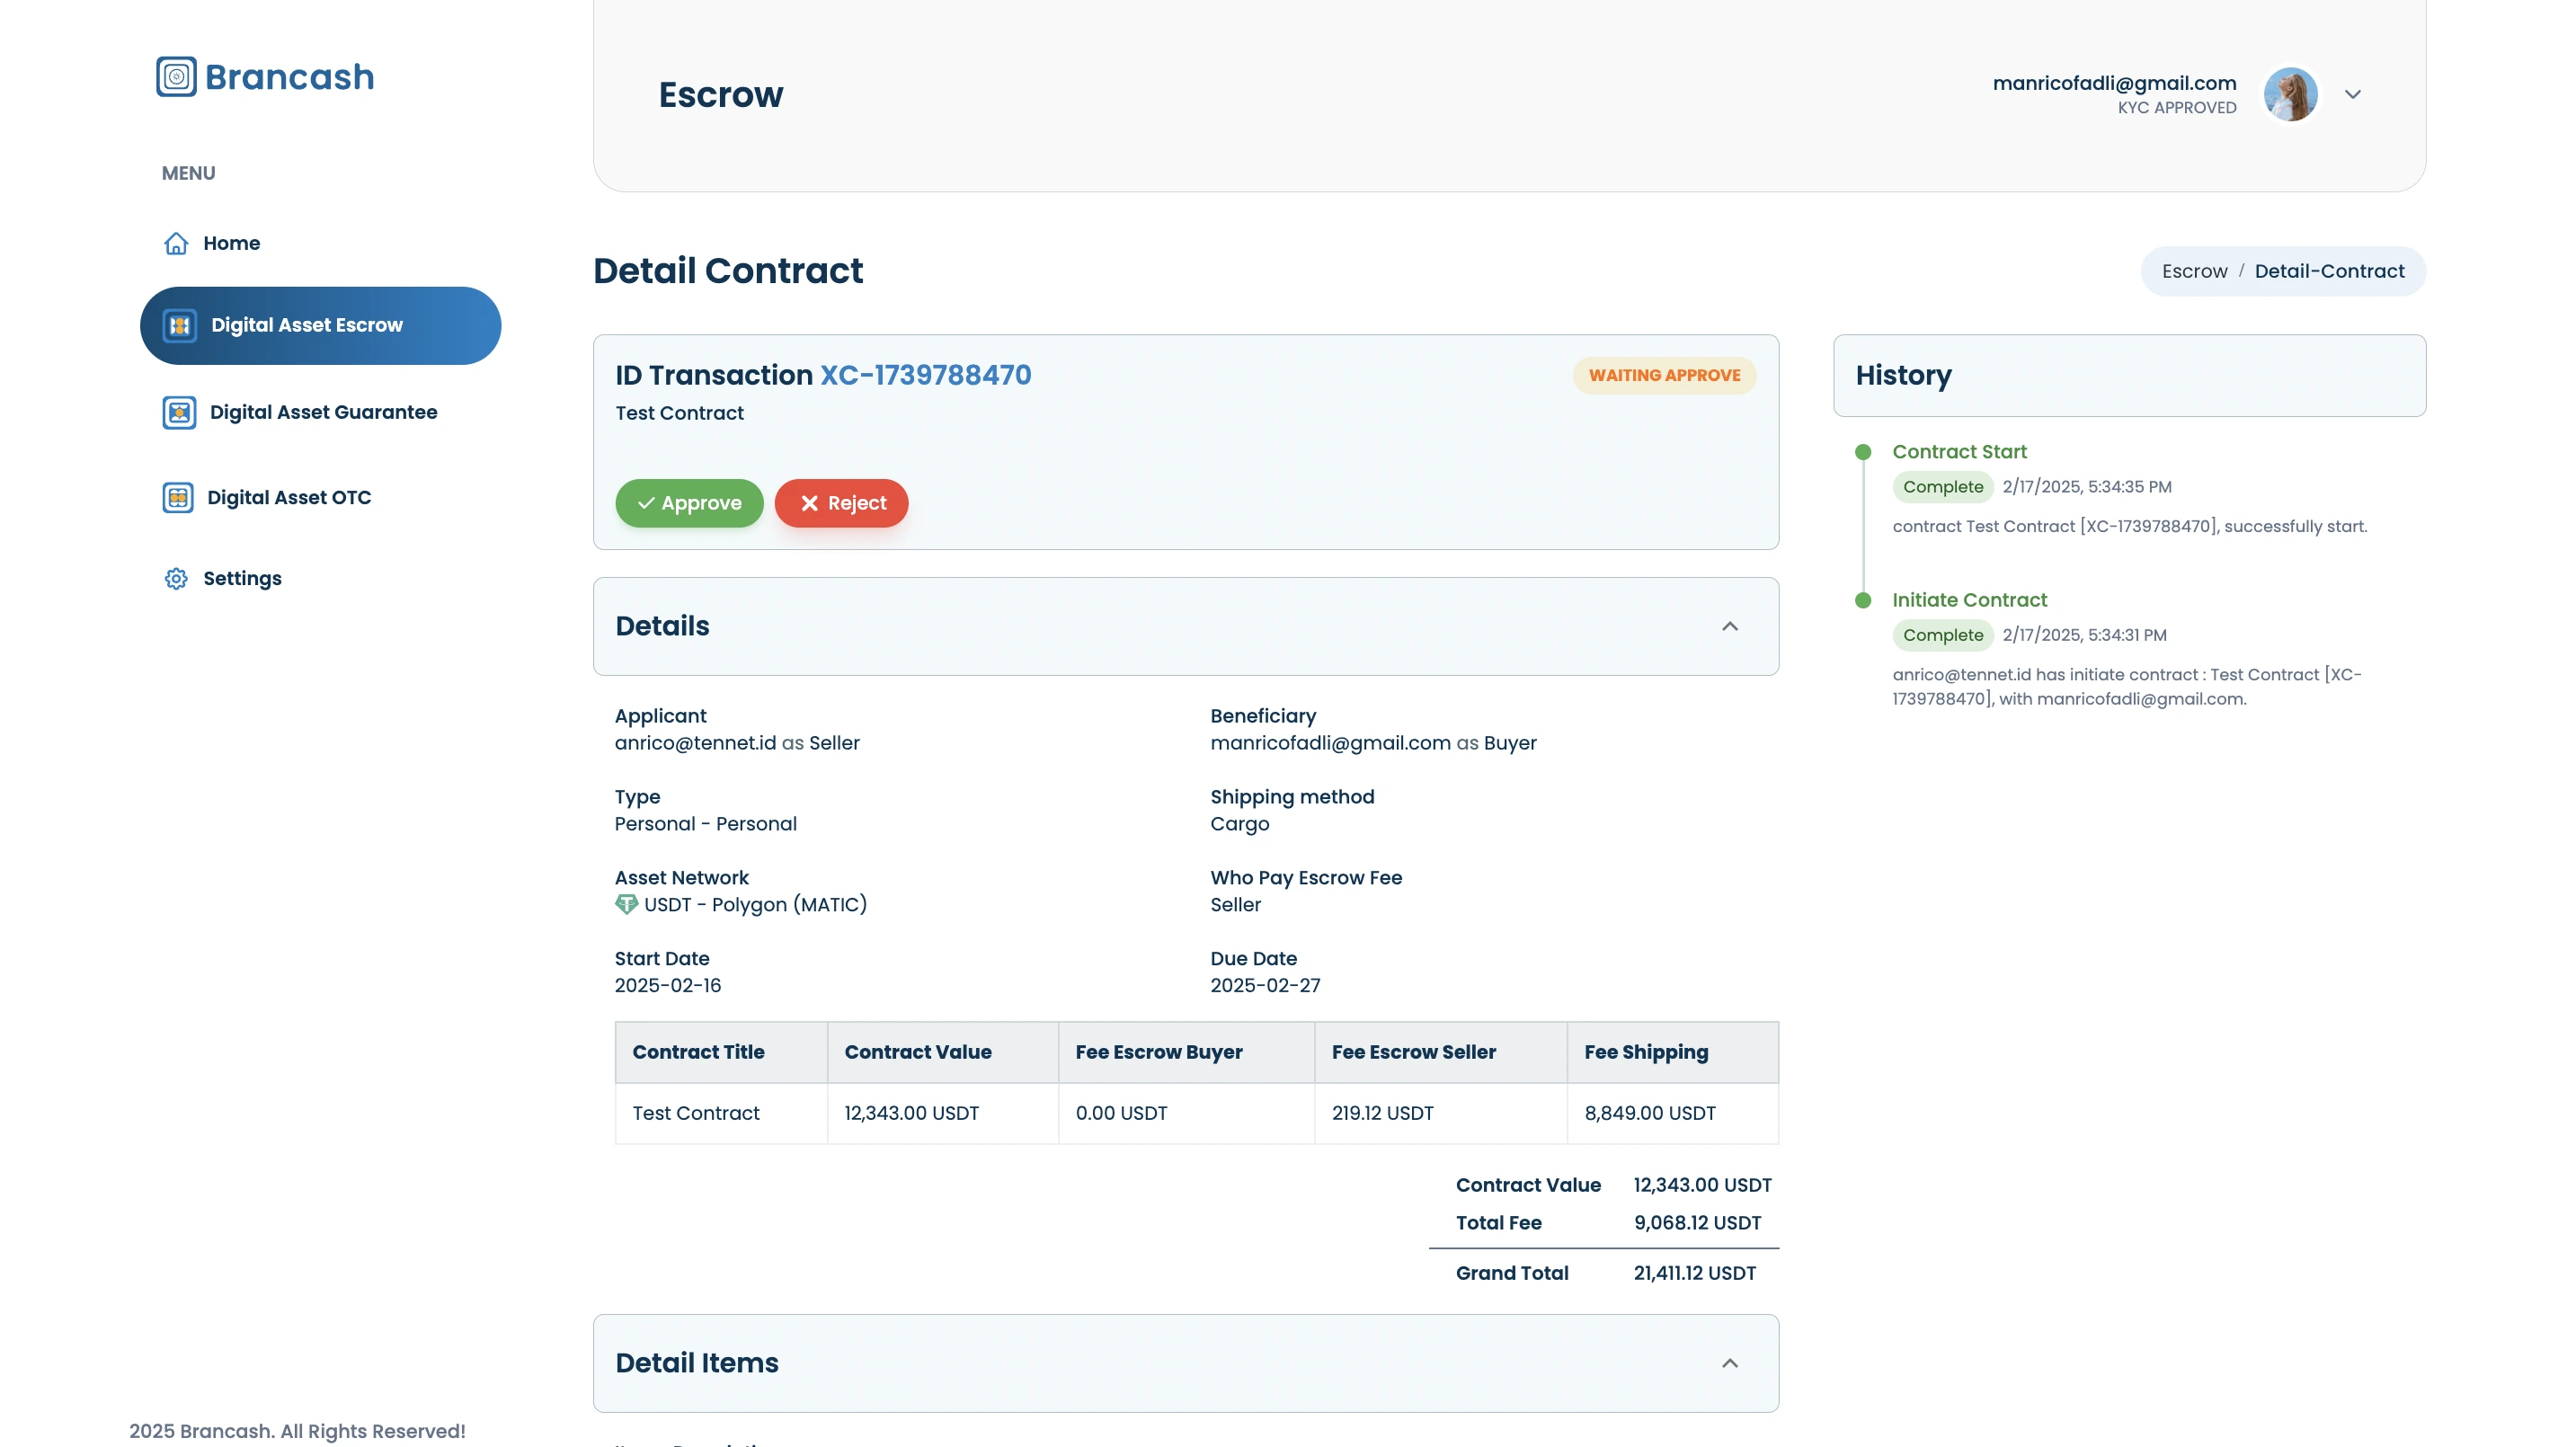 Brancash
MENU
Home
Digital Asset Escrow
Digital Asset Guarantee
Digital Asset OTC
Settings
2025 Brancash. All Rights Reserved!
Escrow
manricofadli@gmail.com
KYC APPROVED
Detail Contract
Escrow / Detail-Contract
ID Transaction XC-1739788470
WAITING APPROVE
Test Contract
Approve
Reject
Details
Applicant
anrico@tennet.id as Seller
Beneficiary
manricofadli@gmail.com as Buyer
Type
Personal - Personal
Shipping method
Cargo
Asset Network
USDT - Polygon (MATIC)
Who Pay Escrow Fee
Seller
Start Date
2025-02-16
Due Date
2025-02-27
Contract Title Contract Value Fee Escrow Buyer Fee Escrow Seller Fee Shipping
Test Contract 12,343.00 USDT 0.00 USDT 219.12 USDT 8,849.00 USDT
Contract Value 12,343.00 USDT
Total Fee 9,068.12 USDT
Grand Total 21,411.12 USDT
Detail Items
History
Contract Start
Complete 2/17/2025, 5:34:35 PM
contract Test Contract [XC-1739788470], successfully start.
Initiate Contract
Complete 2/17/2025, 5:34:31 PM
anrico@tennet.id has initiate contract : Test Contract [XC-
1739788470], with manricofadli@gmail.com.